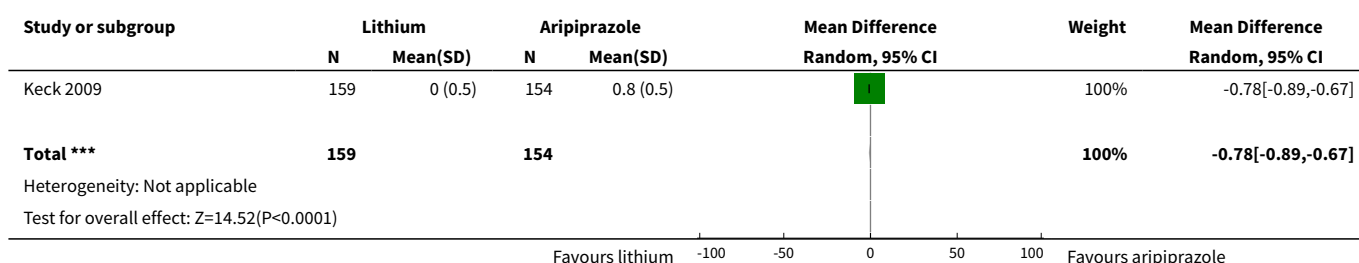 Study or subgroup Lithium Aripiprazole Mean Difference Weight Mean Difference
N Mean(SD) N Mean(SD) Random, 95% CI Random, 95% CI
Keck 2009 159 0 (0.5) 154 0.8 (0.5) 100% -0.78[-0.89,-0.67]
Total *** 159 154 100% -0.78[-0.89,-0.67]
Heterogeneity: Not applicable
Test for overall effect: Z=14.52(P<0.0001)
Favours lithium -100 -50 0 50 100 Favours aripiprazole